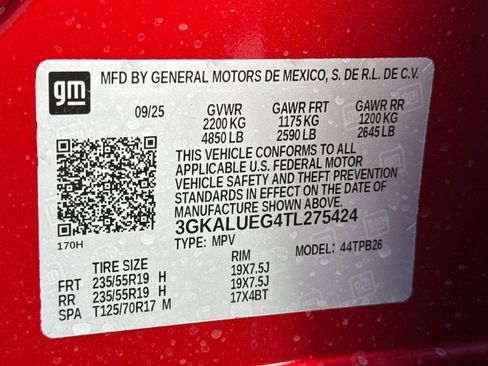 gm
MFD BY GENERAL MOTORS DE MEXICO, S. DE R.L. DE C.V.
09/25 GVWR GAWR FRT GAWR RR
2200 KG 1175 KG 1200 KG
4850 LB 2590 LB 2645 LB
THIS VEHICLE CONFORMS TO ALL
APPLICABLE U.S. FEDERAL MOTOR
VEHICLE SAFETY AND THEFT PREVENTION
STANDARDS IN EFFECT ON THE DATE OF
MANUFACTURE SHOWN ABOVE.
3GKALUEG4TL275424
170H
TYPE: MPV MODEL: 44TPB26
TIRE SIZE RIM
FRT 235/55R19 H 19X7.5J
RR 235/55R19 H 19X7.5J
SPA T125/70R17 M 17X4BT